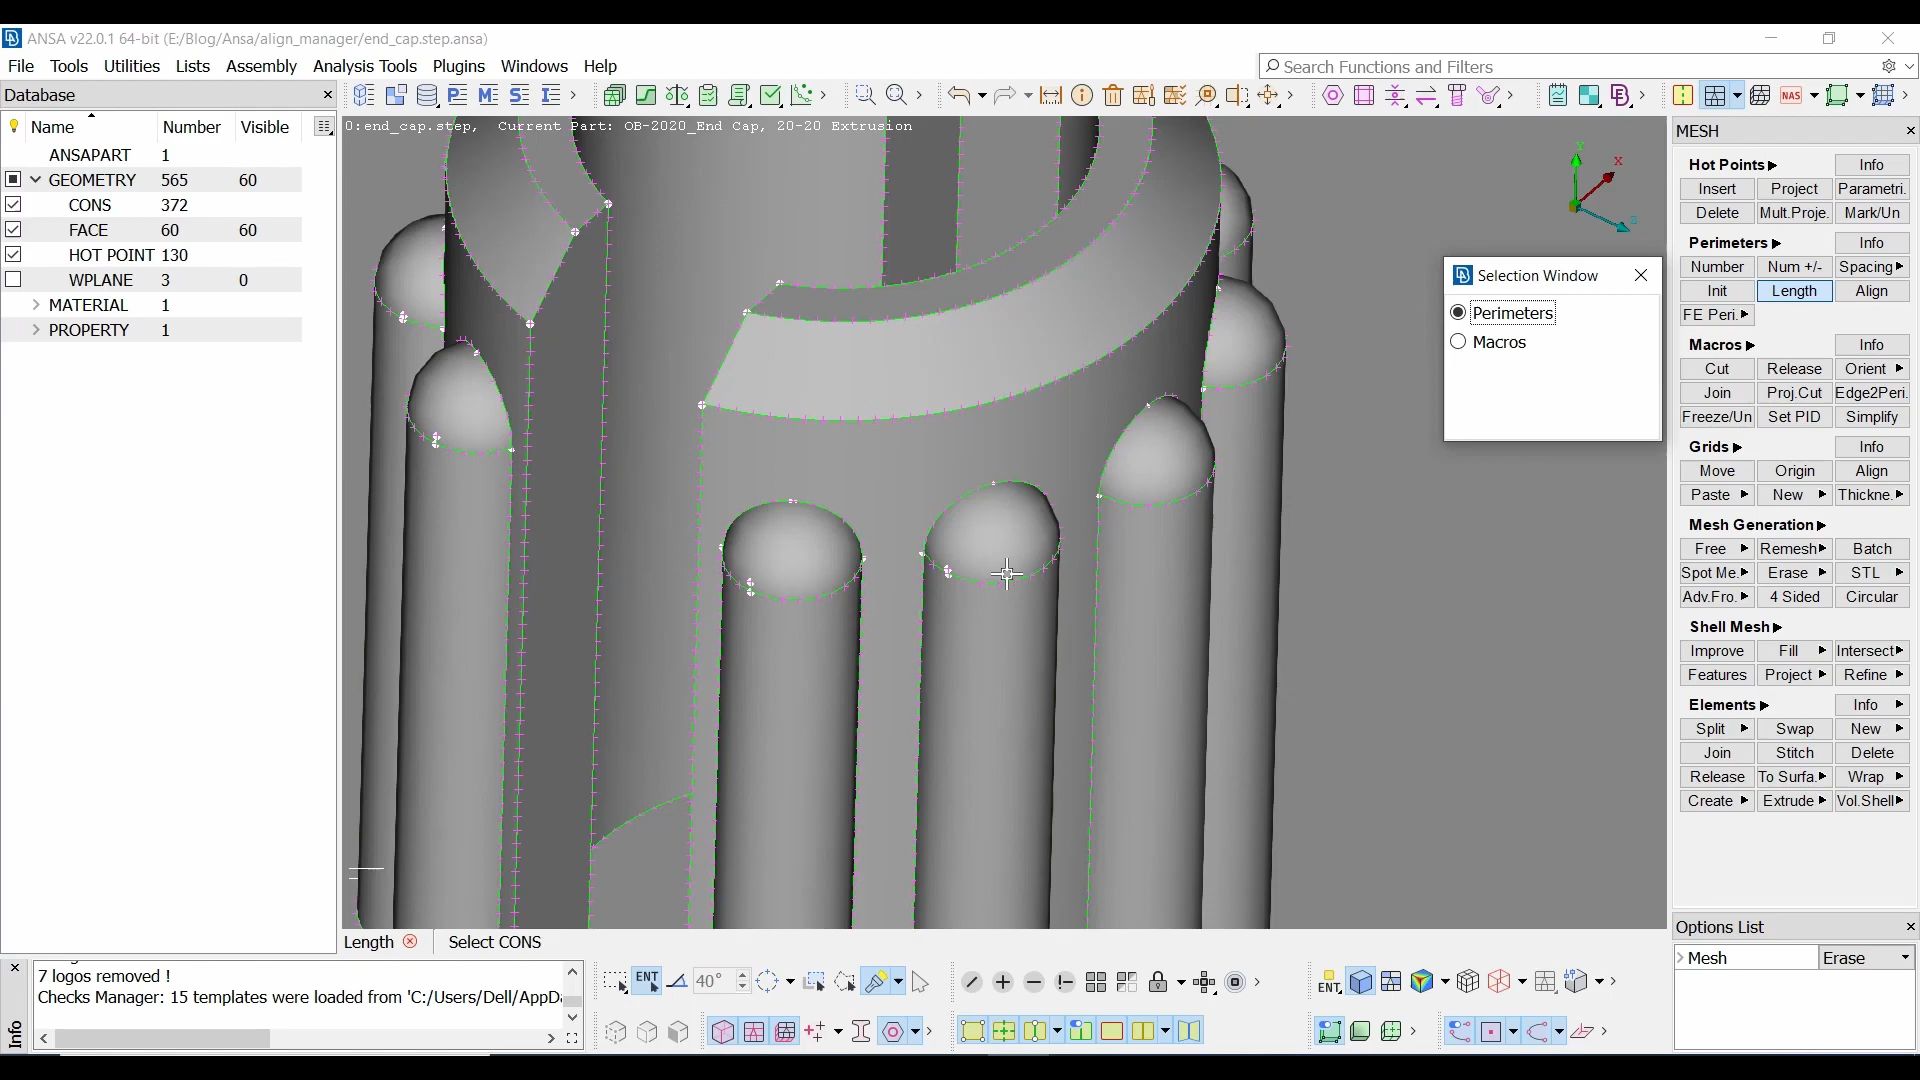 ANSA v22.0.1 64-bit (E:/Blog/Ansa/align_manager/end_cap.step.ansa)
File Tools Utilities Lists Assembly Analysis Tools Plugins Windows Help
Search Functions and Filters
Database
NAS
Name Number Visible
ANSAPART 1
GEOMETRY 565 60
CONS 372
FACE 60 60
HOT POINT 130
WPLANE 3 0
MATERIAL 1
PROPERTY 1
0:end_cap.step, Current Part: OB-2020_End Cap, 20-20 Extrusion
Y
X
Z
Selection Window
Perimeters
Macros
MESH
Hot Points Info
Insert Project Parametri.
Delete Mult.Proje. Mark/Un
Perimeters Info
Number Num +/- Spacing
Init Length Align
FE Peri.
Macros Info
Cut Release Orient
Join Proj.Cut Edge2Peri.
Freeze/Un Set PID Simplify
Grids Info
Move Origin Align
Paste New Thickne.
Mesh Generation
Free Remesh Batch
Spot Me. Erase STL
Adv.Fro. 4 Sided Circular
Shell Mesh
Improve Fill Intersect
Features Project Refine
Elements Info
Split Swap New
Join Stitch Delete
Release To Surfa. Wrap
Create Extrude Vol.Shell
Options List
Mesh Erase
Length Select CONS
7 logos removed !
Checks Manager: 15 templates were loaded from 'C:/Users/Dell/AppDa
Info
ENT 40°
ENT